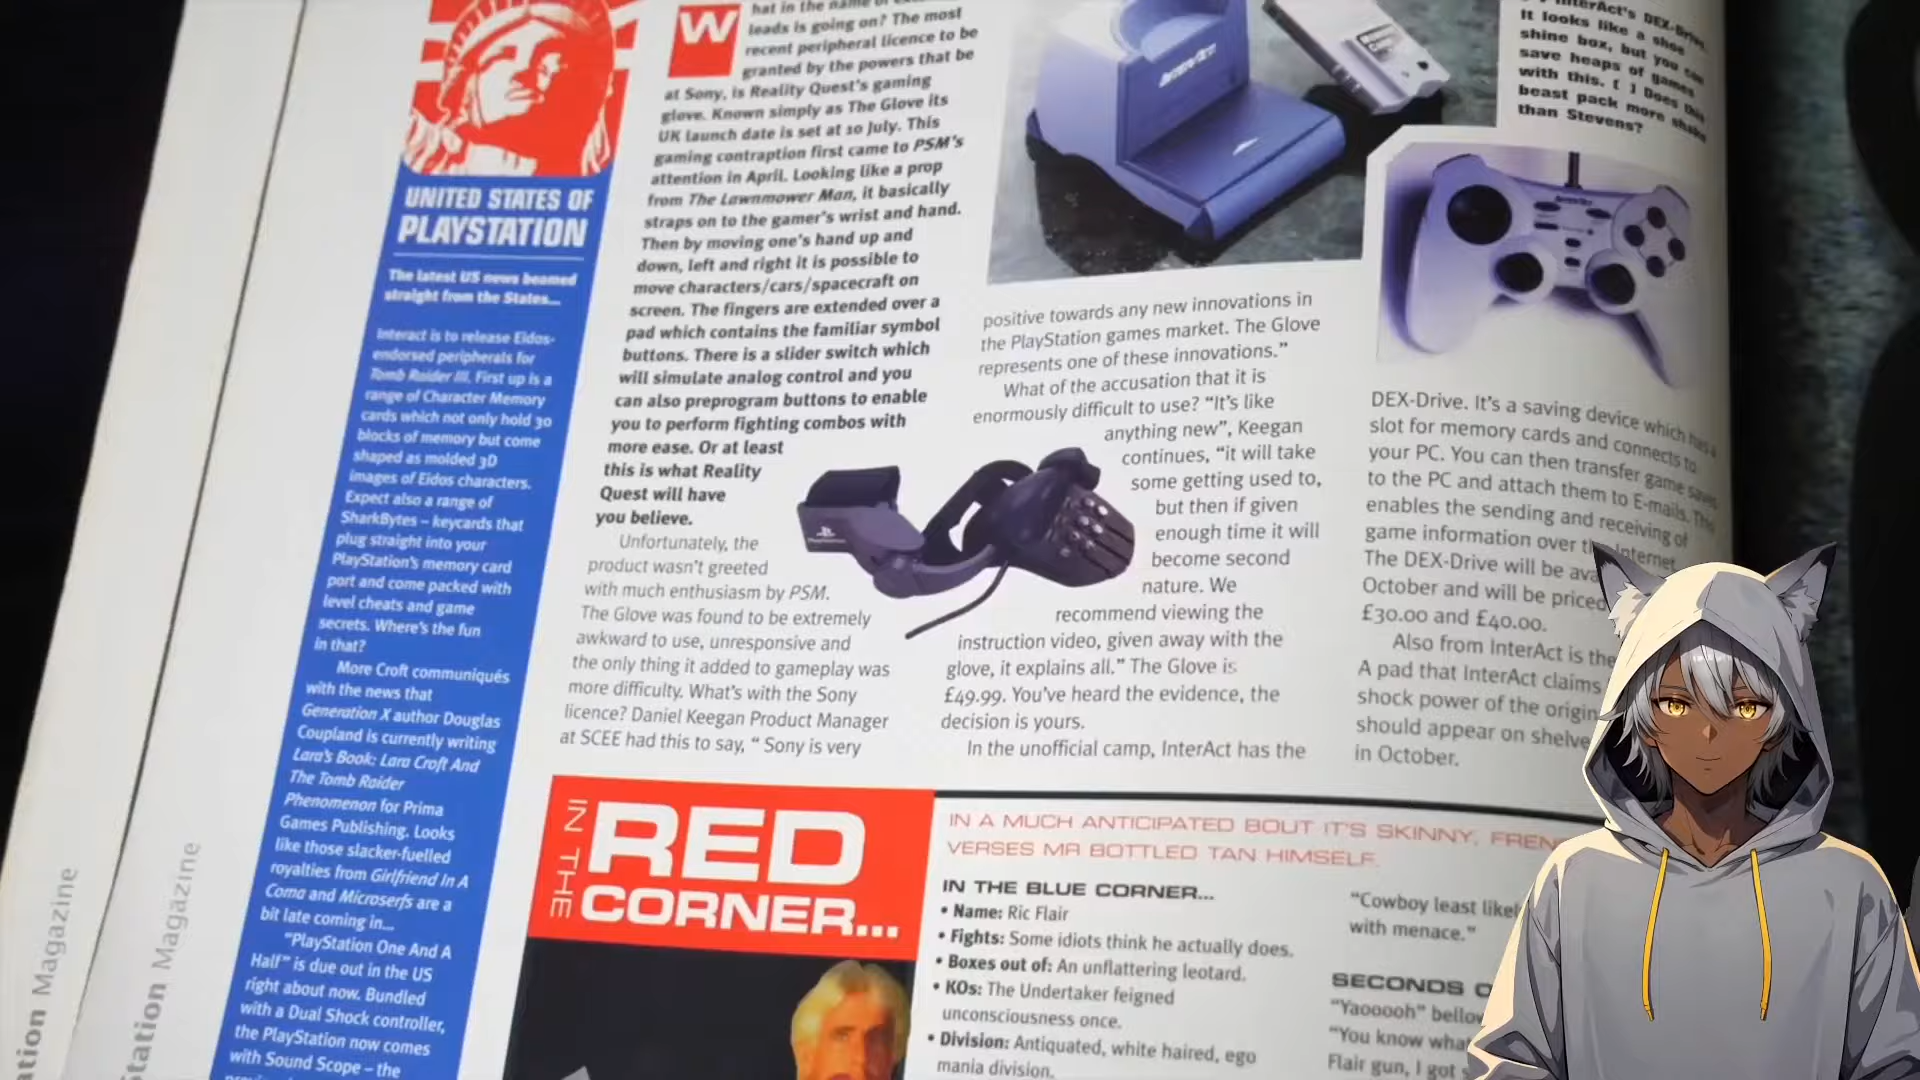 UNITED STATES OF
PLAYSTATION
The latest US news beamed
straight from the States...
Interact is to release Eidos-
endorsed peripherals for
Tomb Raider III. First up is a
range of Character Memory
cards which not only hold 30
blocks of memory but come
shaped as molded 3D
images of Eidos characters.
Expect also a range of
SharkBytes – keycards that
plug straight into your
PlayStation's memory card
port and come packed with
level cheats and game
secrets. Where's the fun
in that?
More Croft communiqués
with the news that
Generation X author Douglas
Coupland is currently writing
Lara's Book: Lara Croft And
The Tomb Raider
Phenomenon for Prima
Games Publishing. Looks
like those slacker-fuelled
royalties from Girlfriend In A
Coma and Microserfs are a
bit late coming in...
"PlayStation One And A
Half" is due out in the US
right about now. Bundled
with a Dual Shock controller,
the PlayStation now comes
with Sound Scope – the
What in the name of
leads is going on? The most
recent peripheral licence to be
granted by the powers that be
at Sony, is Reality Quest's gaming
glove. Known simply as The Glove its
UK launch date is set at 10 July. This
gaming contraption first came to PSM's
attention in April. Looking like a prop
from The Lawnmower Man, it basically
straps on to the gamer's wrist and hand.
Then by moving one's hand up and
down, left and right it is possible to
move characters/cars/spacecraft on
screen. The fingers are extended over a
pad which contains the familiar symbol
buttons. There is a slider switch which
will simulate analog control and you
can also preprogram buttons to enable
you to perform fighting combos with
more ease. Or at least
this is what Reality
Quest will have
you believe.
Unfortunately, the
product wasn't greeted
with much enthusiasm by PSM.
The Glove was found to be extremely
awkward to use, unresponsive and
the only thing it added to gameplay was
more difficulty. What's with the Sony
licence? Daniel Keegan Product Manager
at SCEE had this to say, " Sony is very
positive towards any new innovations in
the PlayStation games market. The Glove
represents one of these innovations."
What of the accusation that it is
enormously difficult to use? "It's like
anything new", Keegan
continues, "it will take
some getting used to,
but then if given
enough time it will
become second
nature. We
recommend viewing the
instruction video, given away with the
glove, it explains all." The Glove is
£49.99. You've heard the evidence, the
decision is yours.
In the unofficial camp, InterAct has the
InterAct's DEX-Drive.
It looks like a shoe
shine box, but you can
save heaps of games
with this. [ ] Does this
beast pack more shake
than Stevens?
InterAct
PlayStation
DEX-Drive. It's a saving device which has a
slot for memory cards and connects to
your PC. You can then transfer game saves
to the PC and attach them to E-mails. This
enables the sending and receiving of
game information over the Internet
The DEX-Drive will be
October and will be priced
£30.00 and £40.00.
Also from InterAct is the
A pad that InterAct claims
shock power of the
should appear on
in October.
IN THE
RED
CORNER...
IN A MUCH ANTICIPATED BOUT IT'S SKINNY,
VERSES MR BOTTLED TAN HIMSELF.
IN THE BLUE CORNER...
• Name: Ric Flair
• Fights: Some idiots think he actually does.
• Boxes out of: An unflattering leotard.
• KOs: The Undertaker feigned
unconsciousness once.
• Division: Antiquated, white haired, ego
mania division.
"Cowboy least
with menace."
SECONDS
"Yaooooh"
"You know
Flair gun, I got
Magazine
Station Magazine